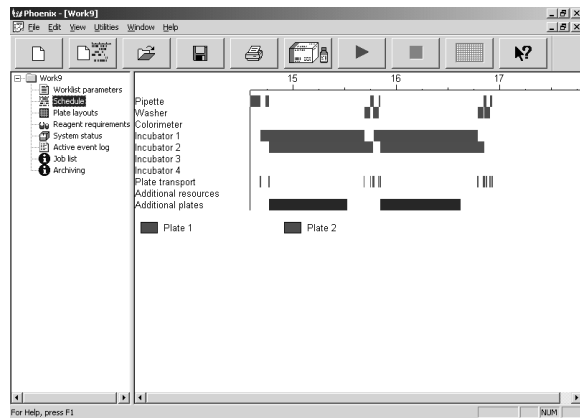 Phoenix - [Work9]
File Edit View Utilities Window Help
Work9
Worklist parameters
Schedule
Plate layouts
Reagent requirements
System status
Active event log
Job list
Archiving
15 16 17
Pipette
Washer
Colorimeter
Incubator 1
Incubator 2
Incubator 3
Incubator 4
Plate transport
Additional resources
Additional plates
Plate 1 Plate 2
For Help, press F1
NUM